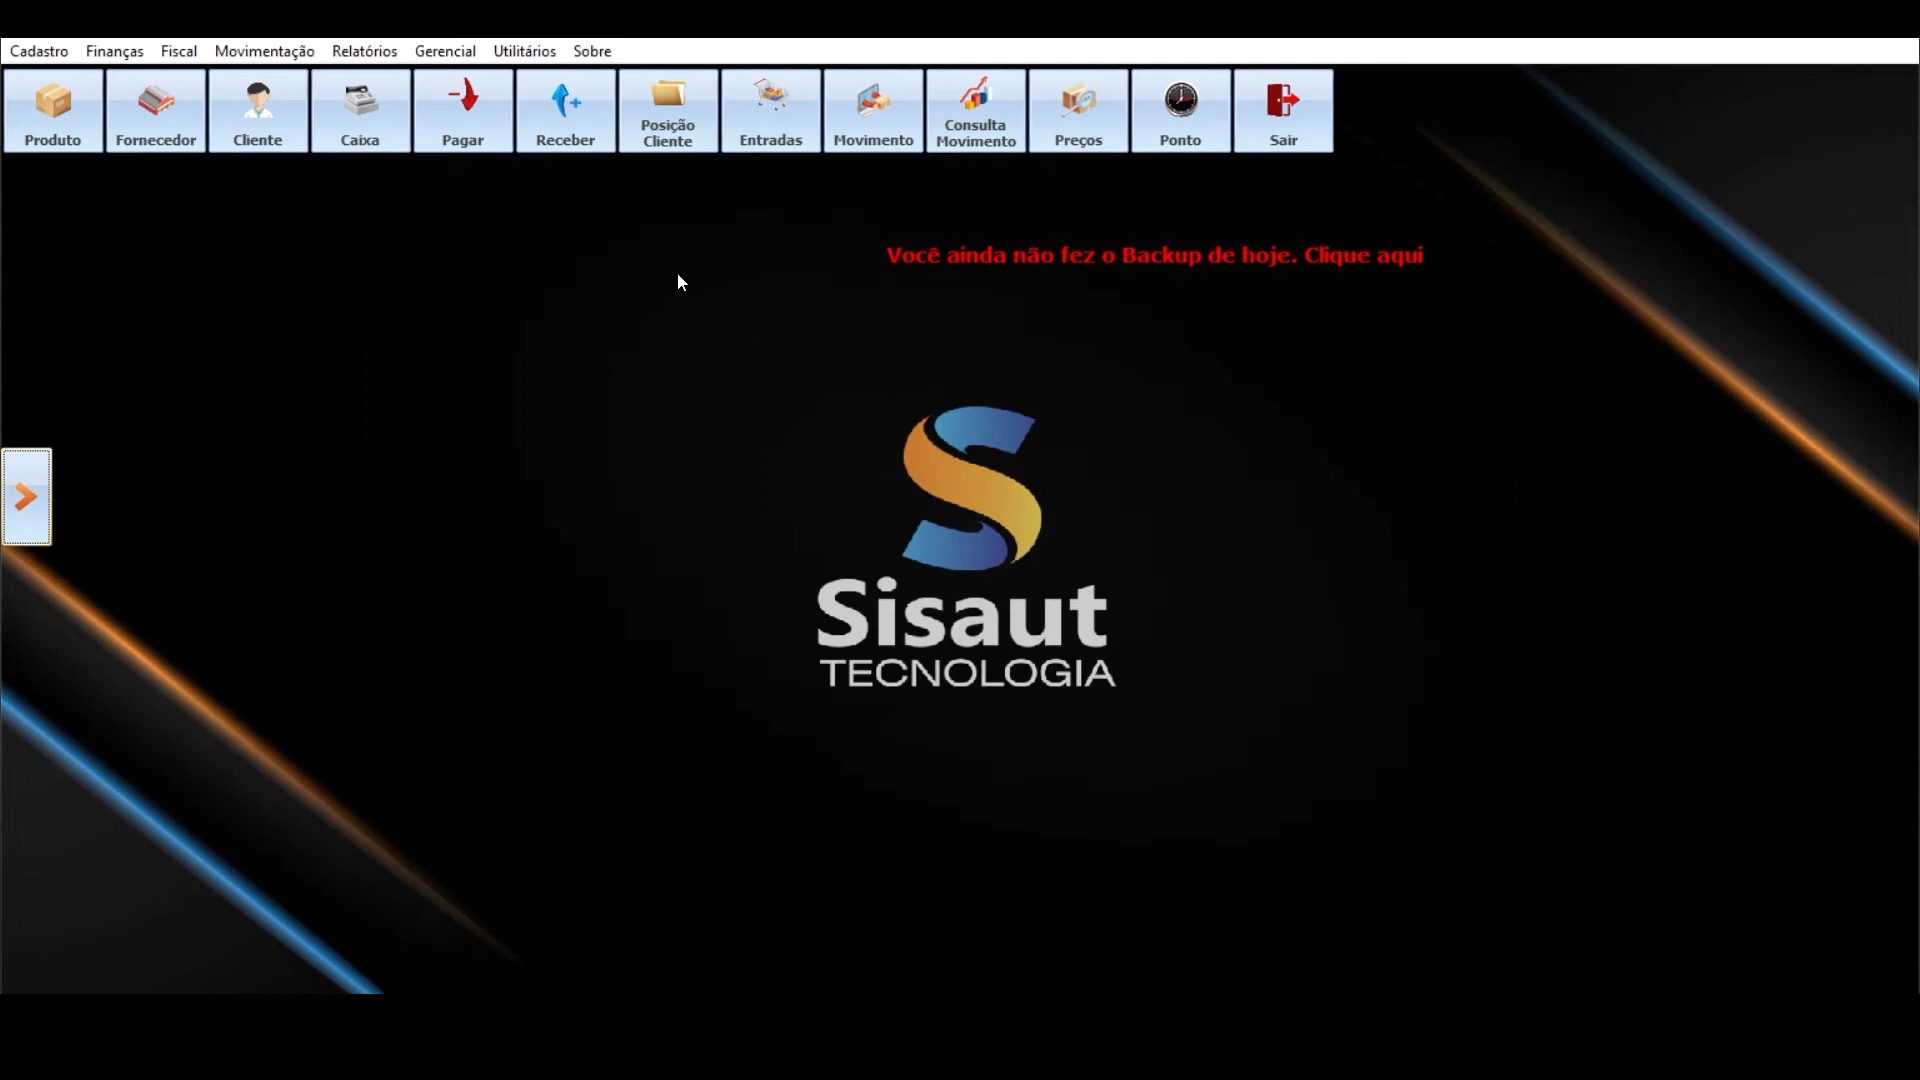 Cadastro Finanças Fiscal Movimentação Relatórios Gerencial Utilitários Sobre
Produto Fornecedor Cliente Caixa Pagar Receber Posição Cliente Entradas Movimento Consulta Movimento Preços Ponto Sair
Você ainda não fez o Backup de hoje. Clique aqui
Sisaut
TECNOLOGIA